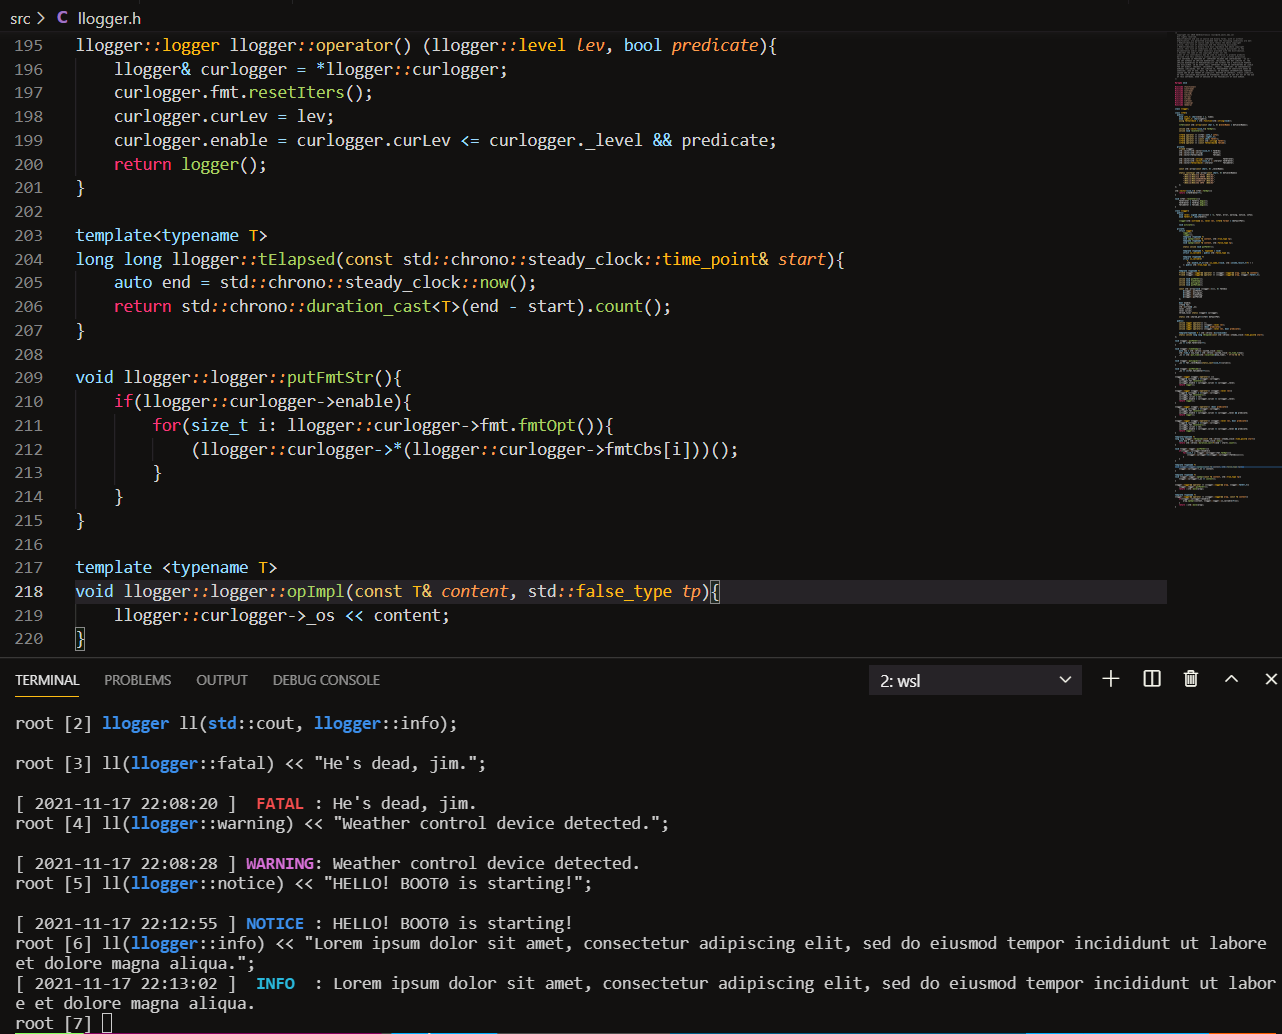 src > C llogger.h
195 llogger::logger llogger::operator() (llogger::level lev, bool predicate){
196     llogger& curlogger = *llogger::curlogger;
197     curlogger.fmt.resetIters();
198     curlogger.curLev = lev;
199     curlogger.enable = curlogger.curLev <= curlogger._level && predicate;
200     return logger();
201 }
202
203 template<typename T>
204 long long llogger::tElapsed(const std::chrono::steady_clock::time_point& start){
205     auto end = std::chrono::steady_clock::now();
206     return std::chrono::duration_cast<T>(end - start).count();
207 }
208
209 void llogger::logger::putFmtStr(){
210     if(llogger::curlogger->enable){
211         for(size_t i: llogger::curlogger->fmt.fmtOpt()){
212             (llogger::curlogger->*(llogger::curlogger->fmtCbs[i]))();
213         }
214     }
215 }
216
217 template <typename T>
218 void llogger::logger::opImpl(const T& content, std::false_type tp){
219     llogger::curlogger->_os << content;
220 }
TERMINAL PROBLEMS OUTPUT DEBUG CONSOLE 2: wsl
root [2] llogger ll(std::cout, llogger::info);
root [3] ll(llogger::fatal) << "He's dead, jim.";
[ 2021-11-17 22:08:20 ]  FATAL : He's dead, jim.
root [4] ll(llogger::warning) << "Weather control device detected.";
[ 2021-11-17 22:08:28 ] WARNING: Weather control device detected.
root [5] ll(llogger::notice) << "HELLO! BOOT0 is starting!";
[ 2021-11-17 22:12:55 ] NOTICE : HELLO! BOOT0 is starting!
root [6] ll(llogger::info) << "Lorem ipsum dolor sit amet, consectetur adipiscing elit, sed do eiusmod tempor incididunt ut labore
et dolore magna aliqua.";
[ 2021-11-17 22:13:02 ]  INFO  : Lorem ipsum dolor sit amet, consectetur adipiscing elit, sed do eiusmod tempor incididunt ut labor
e et dolore magna aliqua.
root [7]